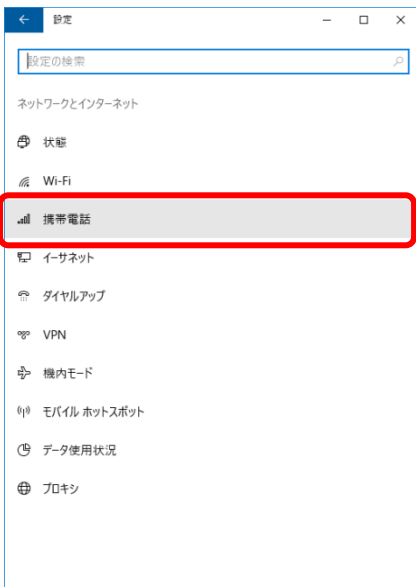 設定
設定の検索
ネットワークとインターネット
状態
Wi-Fi
携帯電話
イーサネット
ダイヤルアップ
VPN
機内モード
モバイル ホットスポット
データ使用状況
プロキシ